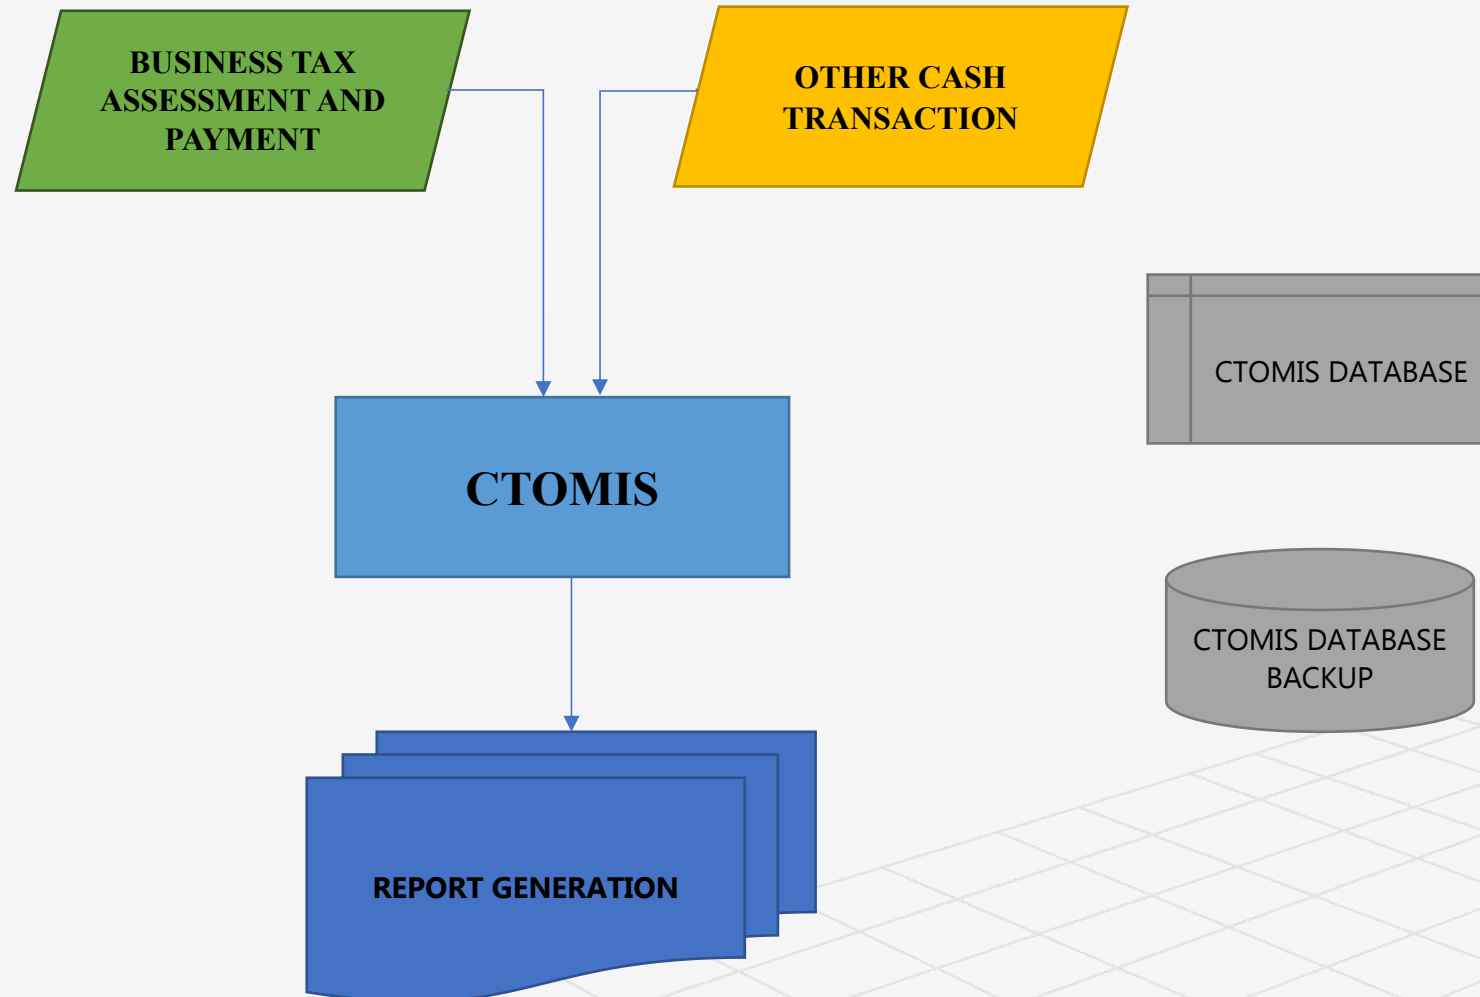 BUSINESS TAX
ASSESSMENT AND
PAYMENT
OTHER CASH
TRANSACTION
CTOMIS DATABASE
CTOMIS
CTOMIS DATABASE
BACKUP
REPORT GENERATION